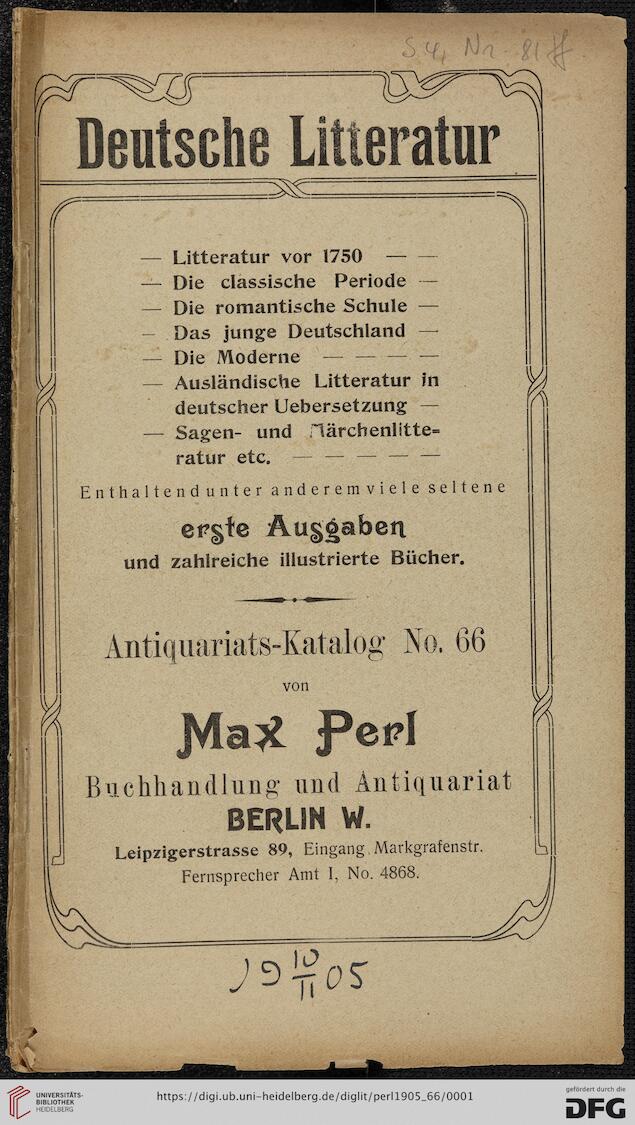 S. 4, Nr. 81 ff
Deutsche Litteratur
— Litteratur vor 1750 — —
— Die classische Periode —
— Die romantische Schule —
— Das junge Deutschland —
— Die Moderne — — — —
— Ausländische Litteratur in
deutscher Uebersetzung —
— Sagen- und Märchenlitte=
ratur etc. — — — — —
Enthaltend unter anderem viele seltene
erste Ausgaben
und zahlreiche illustrierte Bücher.
Antiquariats-Katalog No. 66
von
Max Perl
Buchhandlung und Antiquariat
BERLIN W.
Leipzigerstrasse 89, Eingang Markgrafenstr.
Fernsprecher Amt I, No. 4868.
19 10/11 05
UNIVERSITÄTS-
BIBLIOTHEK
HEIDELBERG
https://digi.ub.uni-heidelberg.de/diglit/perl1905_66/0001
gefördert durch die
DFG